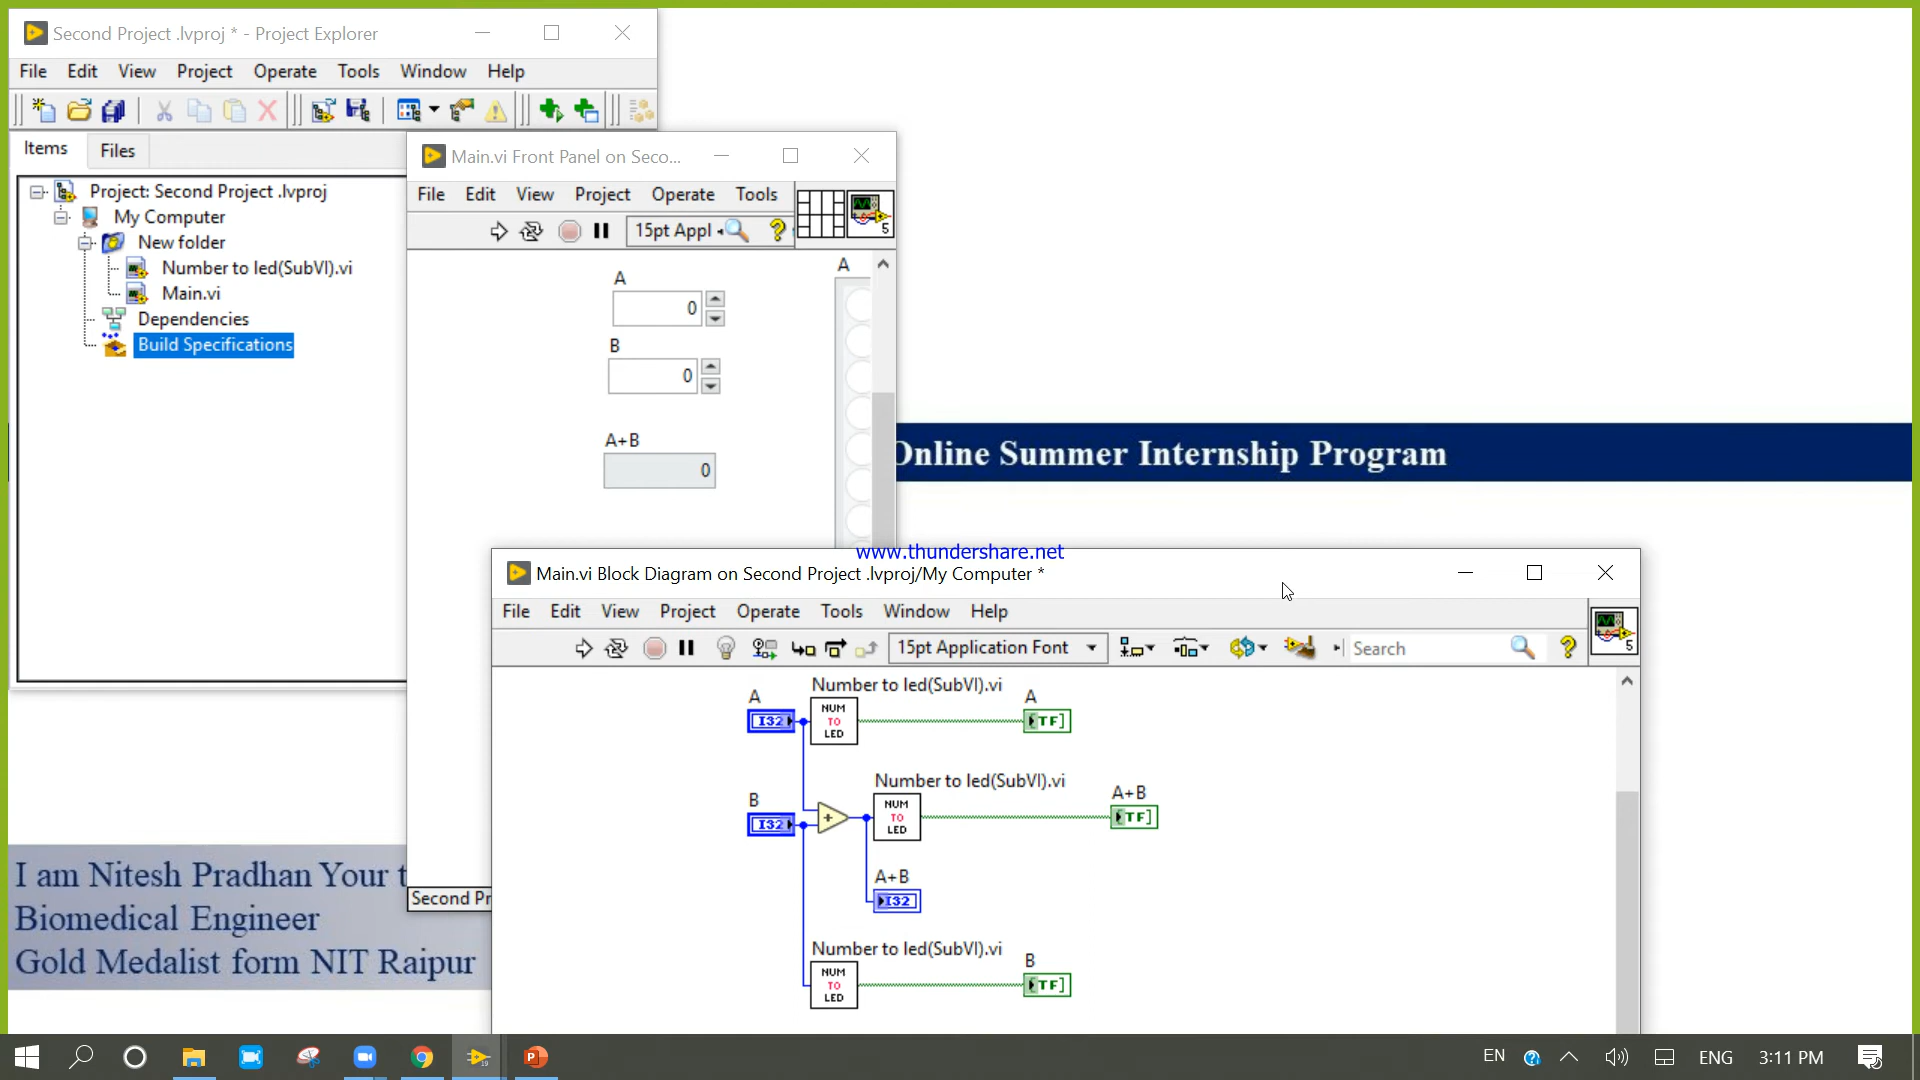 Second Project .lvproj * - Project Explorer
File Edit View Project Operate Tools Window Help
Items Files
Project: Second Project .lvproj
My Computer
New folder
Number to led(SubVI).vi
Main.vi
Dependencies
Build Specifications
Main.vi Front Panel on Seco...
File Edit View Project Operate Tools
15pt Appl
5
A
0
B
0
A+B
0
A
Second Pr
Online Summer Internship Program
www.thundershare.net
Main.vi Block Diagram on Second Project .lvproj/My Computer *
File Edit View Project Operate Tools Window Help
15pt Application Font
Search
5
Number to led(SubVI).vi
A
I32
NUM
TO
LED
A
TF
Number to led(SubVI).vi
B
I32
NUM
TO
LED
A+B
TF
A+B
I32
Number to led(SubVI).vi
NUM
TO
LED
B
TF
I am Nitesh Pradhan Your t
Biomedical Engineer
Gold Medalist form NIT Raipur
EN
ENG
3:11 PM